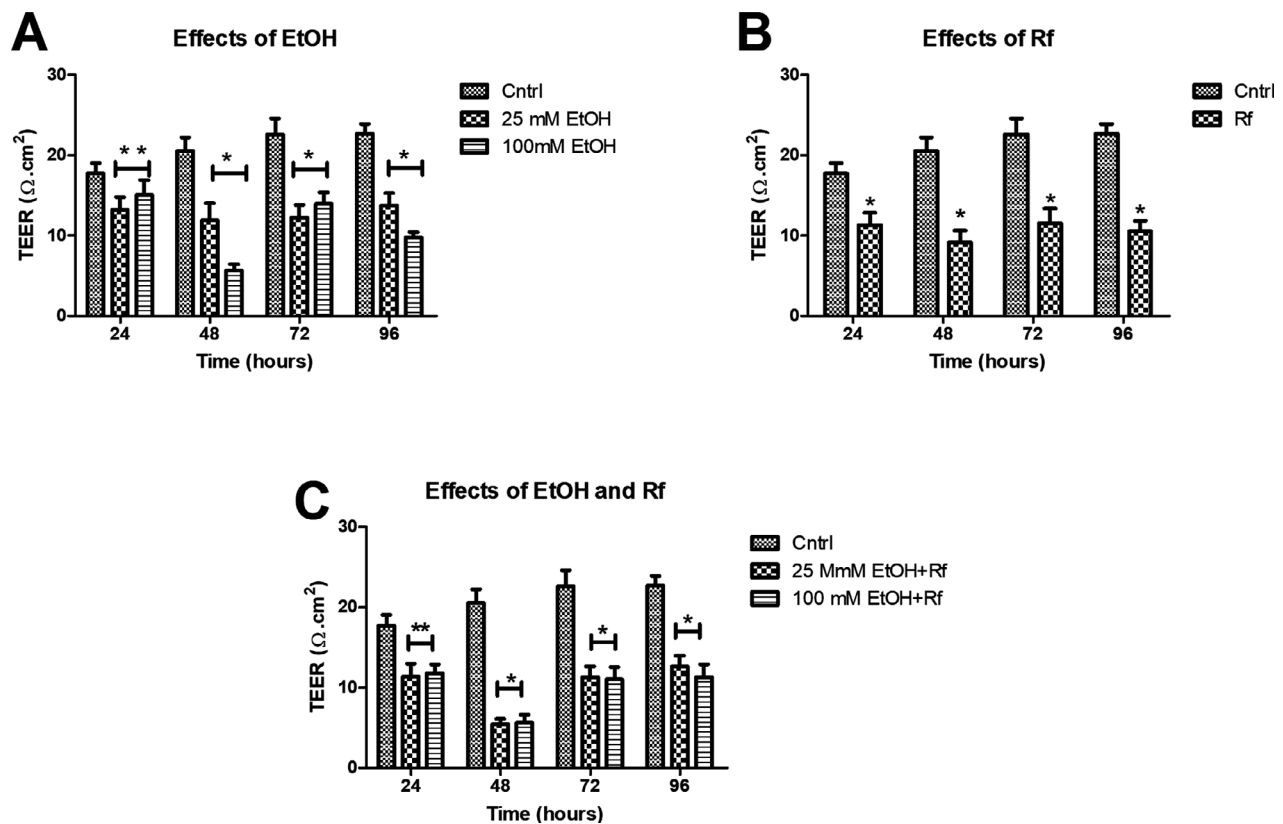 A
Effects of EtOH
TEER (Ω.cm2)
30
20
10
0
* *
*
*
*
24
48
72
96
Time (hours)
Cntrl
25 mM EtOH
100mM EtOH
B
Effects of Rf
TEER (Ω.cm2)
30
20
10
0
*
*
*
*
24
48
72
96
Time (hours)
Cntrl
Rf
C
Effects of EtOH and Rf
TEER (Ω.cm2)
30
20
10
0
**
*
*
*
24
48
72
96
Time (hours)
Cntrl
25 MmM EtOH+Rf
100 mM EtOH+Rf